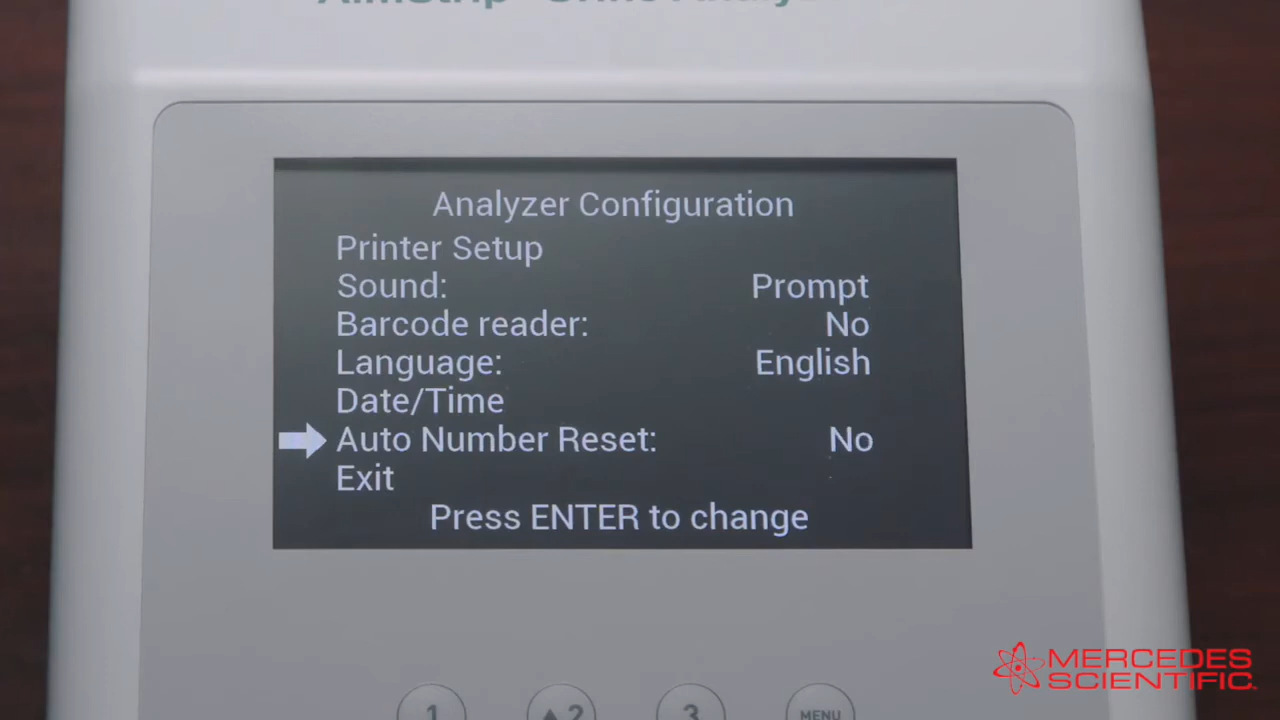 Analyzer Configuration
Printer Setup
Sound: Prompt
Barcode reader: No
Language: English
Date/Time
Auto Number Reset: No
Exit
Press ENTER to change
1 ▲2 3 MENU
MERCEDES
SCIENTIFIC